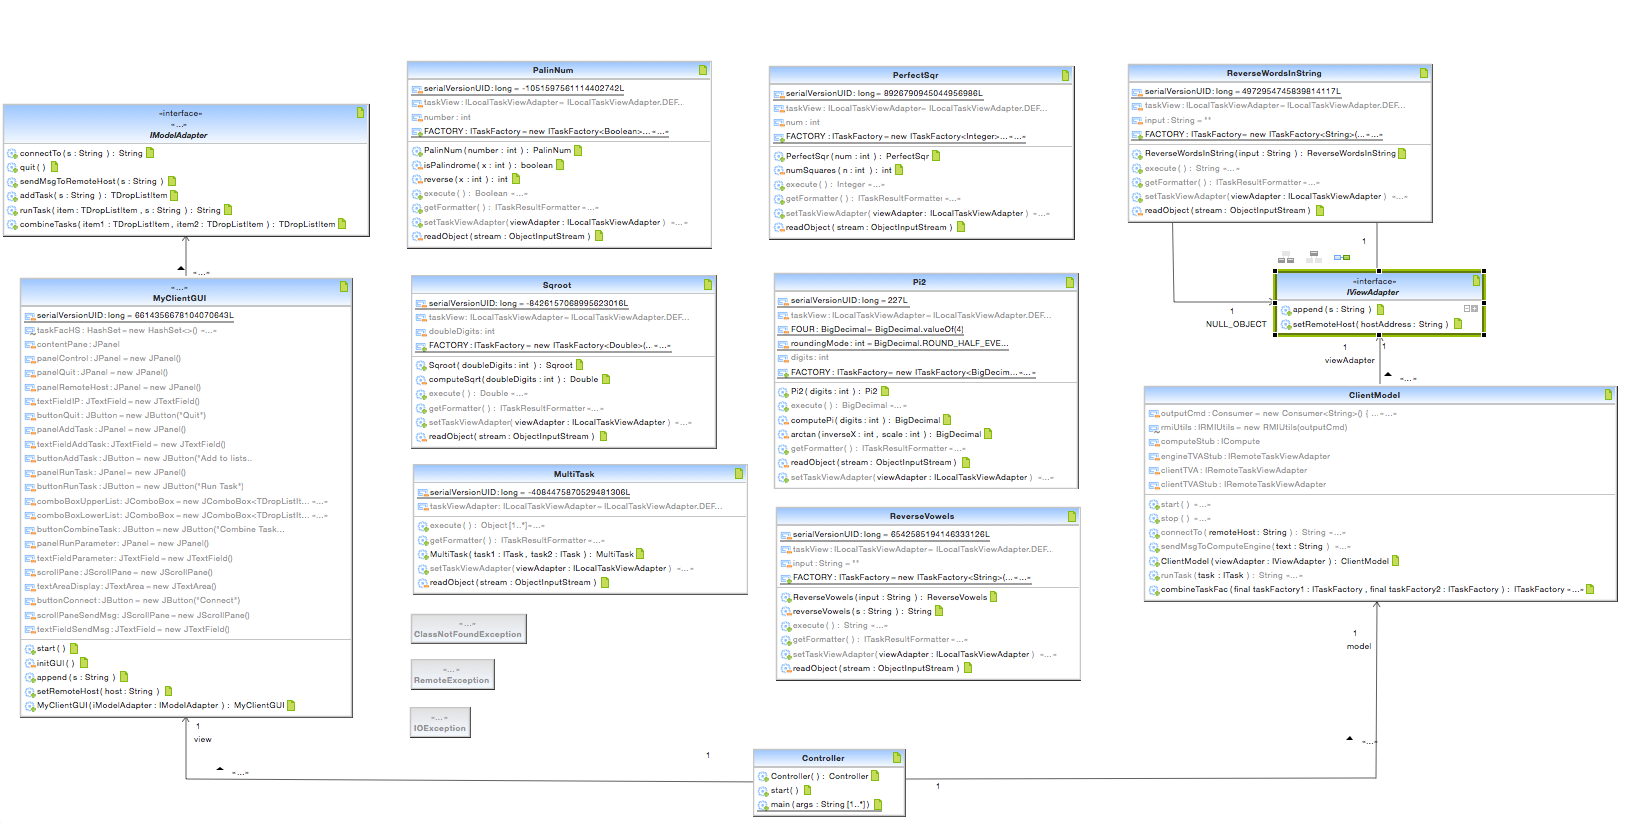 «interface»
«...»
IModelAdapter
connectTo ( s : String ) : String
quit ( )
sendMsgToRemoteHost ( s : String )
addTask ( s : String ) : TDropListItem
runTask ( item : TDropListItem , s : String ) : String
combineTasks ( item1 : TDropListItem , item2 : TDropListItem ) : TDropListItem
«...»
«...»
MyClientGUI
serialVersionUID: long = 6614356678104070643L
taskFacHS : HashSet = new HashSet<>() «...»
contentPane : JPanel
panelControl : JPanel = new JPanel()
panelQuit : JPanel = new JPanel()
panelRemoteHost : JPanel = new JPanel()
textFieldIP : JTextField = new JTextField()
buttonQuit : JButton = new JButton("Quit")
panelAddTask : JPanel = new JPanel()
textFieldAddTask : JTextField = new JTextField()
buttonAddTask : JButton = new JButton("Add to lists..
panelRunTask : JPanel = new JPanel()
buttonRunTask : JButton = new JButton("Run Task")
comboBoxUpperList : JComboBox = new JComboBox<TDropListIt... «...»
comboBoxLowerList : JComboBox = new JComboBox<TDropListIt... «...»
buttonCombineTask : JButton = new JButton("Combine Task...
panelRunParameter : JPanel = new JPanel()
textFieldParameter : JTextField = new JTextField()
scrollPane : JScrollPane = new JScrollPane()
textAreaDisplay : JTextArea = new JTextArea()
buttonConnect : JButton = new JButton("Connect")
scrollPaneSendMsg : JScrollPane = new JScrollPane()
textFieldSendMsg : JTextField = new JTextField()
start ( )
initGUI ( )
append ( s : String )
setRemoteHost ( host : String )
MyClientGUI ( iModelAdapter : IModelAdapter ) : MyClientGUI
1
view
«...»
PalinNum
serialVersionUID: long = -1051597561114402742L
taskView : ILocalTaskViewAdapter= ILocalTaskViewAdapter.DEF...
number : int
FACTORY : ITaskFactory = new ITaskFactory<Boolean>... «...»
PalinNum ( number : int ) : PalinNum
isPalindrome ( x : int ) : boolean
reverse ( x : int ) : int
execute ( ) : Boolean «...»
getFormatter ( ) : ITaskResultFormatter «...»
setTaskViewAdapter( viewAdapter : ILocalTaskViewAdapter ) «...»
readObject ( stream : ObjectInputStream )
Sqroot
serialVersionUID: long = -8426157068995623016L
taskView : ILocalTaskViewAdapter= ILocalTaskViewAdapter.DEF...
doubleDigits: int
FACTORY : ITaskFactory = new ITaskFactory<Double>(... «...»
Sqroot ( doubleDigits : int ) : Sqroot
computeSqrt ( doubleDigits : int ) : Double
execute ( ) : Double «...»
getFormatter ( ) : ITaskResultFormatter «...»
setTaskViewAdapter( viewAdapter : ILocalTaskViewAdapter ) «...»
readObject ( stream : ObjectInputStream )
MultiTask
serialVersionUID: long = -4084475870529481306L
taskViewAdapter: ILocalTaskViewAdapter= ILocalTaskViewAdapter.DEF...
execute ( ) : Object [1..*] «...»
getFormatter ( ) : ITaskResultFormatter «...»
MultiTask ( task1 : ITask , task2 : ITask ) : MultiTask
setTaskViewAdapter( viewAdapter : ILocalTaskViewAdapter ) «...»
readObject ( stream : ObjectInputStream )
«...»
ClassNotFoundException
«...»
RemoteException
«...»
IOException
PerfectSqr
serialVersionUID: long = 8926790945044956986L
taskView : ILocalTaskViewAdapter= ILocalTaskViewAdapter.DEF...
num : int
FACTORY : ITaskFactory = new ITaskFactory<Integer>... «...»
PerfectSqr ( num : int ) : PerfectSqr
numSquares ( n : int ) : int
execute ( ) : Integer «...»
getFormatter ( ) : ITaskResultFormatter «...»
setTaskViewAdapter( viewAdapter : ILocalTaskViewAdapter ) «...»
readObject ( stream : ObjectInputStream )
Pi2
serialVersionUID: long = 227L
taskView : ILocalTaskViewAdapter= ILocalTaskViewAdapter.DEF...
FOUR : BigDecimal = BigDecimal.valueOf(4)
roundingMode : int = BigDecimal.ROUND_HALF_EVE...
digits : int
FACTORY : ITaskFactory= new ITaskFactory<BigDecim... «...»
Pi2 ( digits : int ) : Pi2
execute ( ) : BigDecimal «...»
computePi ( digits : int ) : BigDecimal
arctan ( inverseX : int , scale : int ) : BigDecimal
getFormatter ( ) : ITaskResultFormatter «...»
readObject ( stream : ObjectInputStream )
setTaskViewAdapter( viewAdapter : ILocalTaskViewAdapter ) «...»
ReverseVowels
serialVersionUID: long = 6542585194146333126L
taskView : ILocalTaskViewAdapter = ILocalTaskViewAdapter.DEF...
input : String = ""
FACTORY : ITaskFactory = new ITaskFactory<String>(... «...»
ReverseVowels ( input : String ) : ReverseVowels
reverseVowels ( s : String ) : String
execute ( ) : String «...»
getFormatter ( ) : ITaskResultFormatter «...»
setTaskViewAdapter ( viewAdapter : ILocalTaskViewAdapter ) «...»
readObject ( stream : ObjectInputStream )
1
Controller
Controller ( ) : Controller
start ( )
main ( args : String [1..*] )
1
ReverseWordsInString
serialVersionUID: long = 4972954745839814117L
taskView : ILocalTaskViewAdapter= ILocalTaskViewAdapter.DEF...
input : String = ""
FACTORY : ITaskFactory= new ITaskFactory<String>(... «...»
ReverseWordsInString ( input : String ) : ReverseWordsInString
execute ( ) : String «...»
getFormatter ( ) : ITaskResultFormatter «...»
setTaskViewAdapter( viewAdapter : ILocalTaskViewAdapter ) «...»
readObject ( stream : ObjectInputStream )
1
«interface»
IViewAdapter
append ( s : String )
setRemoteHost ( hostAddress : String )
1
NULL_OBJECT
1
1
viewAdapter
«...»
ClientModel
outputCmd : Consumer = new Consumer<String>() { ... «...»
rmiUtils : IRMIUtils = new RMIUtils(outputCmd)
computeStub : ICompute
engineTVAStub : IRemoteTaskViewAdapter
clientTVA : IRemoteTaskViewAdapter
clientTVAStub : IRemoteTaskViewAdapter
start ( ) «...»
stop ( ) «...»
connectTo ( remoteHost : String ) : String «...»
sendMsgToComputeEngine ( text : String ) «...»
ClientModel ( viewAdapter : IViewAdapter ) : ClientModel
runTask ( task : ITask ) : String «...»
combineTaskFac ( final taskFactory1 : ITaskFactory , final taskFactory2 : ITaskFactory ) : ITaskFactory «...»
1
model
«...»